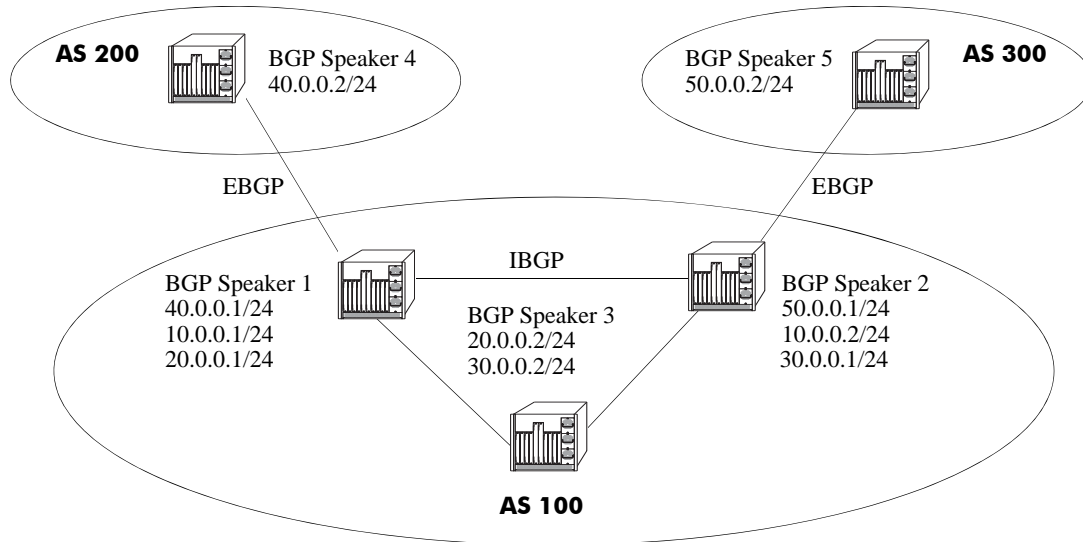 AS 200
BGP Speaker 4
40.0.0.2/24
BGP Speaker 5
50.0.0.2/24
AS 300
EBGP
EBGP
BGP Speaker 1
40.0.0.1/24
10.0.0.1/24
20.0.0.1/24
IBGP
BGP Speaker 3
20.0.0.2/24
30.0.0.2/24
BGP Speaker 2
50.0.0.1/24
10.0.0.2/24
30.0.0.1/24
AS 100